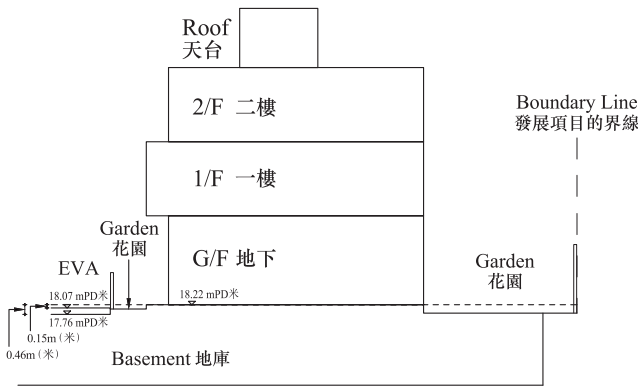 Roof
天台
2/F 二樓
Boundary Line
發展項目的界線
1/F 一樓
Garden
花園
EVA
G/F 地下
Garden
花園
18.07 mPD米
18.22 mPD米
17.76 mPD米
0.15m (米)
0.46m (米)
Basement 地庫